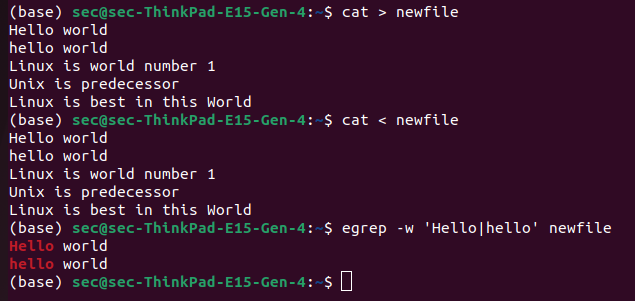 (base) sec@sec-ThinkPad-E15-Gen-4:~$ cat > newfile
Hello world
hello world
Linux is world number 1
Unix is predecessor
Linux is best in this World
(base) sec@sec-ThinkPad-E15-Gen-4:~$ cat < newfile
Hello world
hello world
Linux is world number 1
Unix is predecessor
Linux is best in this World
(base) sec@sec-ThinkPad-E15-Gen-4:~$ egrep -w 'Hello|hello' newfile
Hello world
hello world
(base) sec@sec-ThinkPad-E15-Gen-4:~$